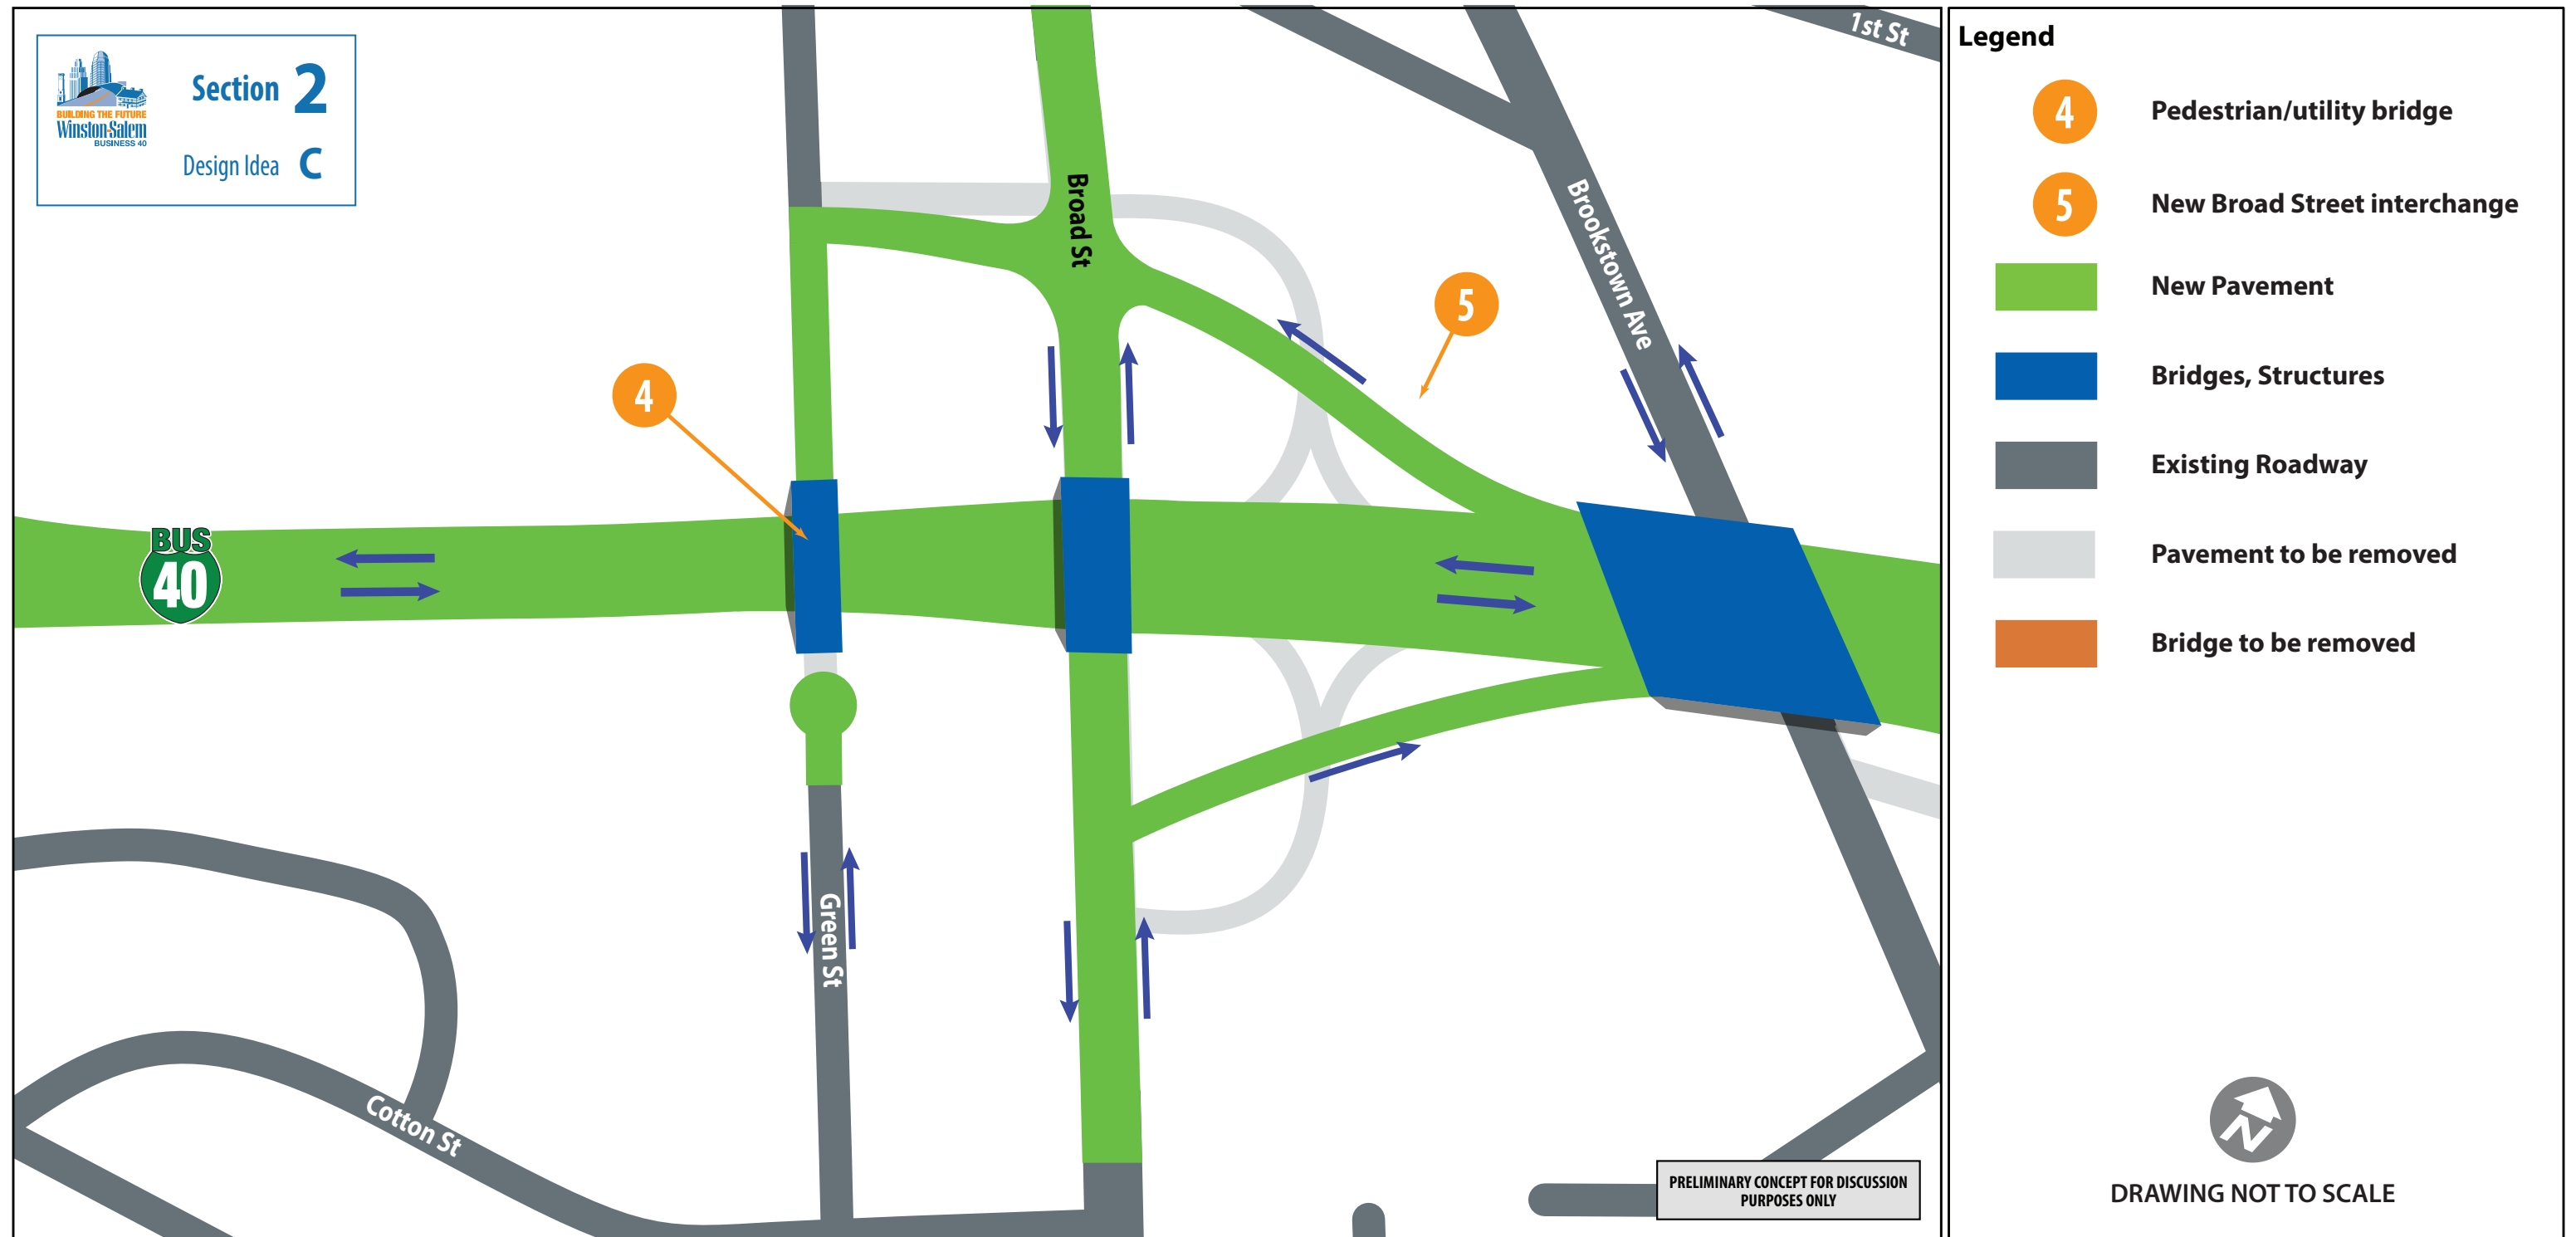 BUILDING THE FUTURE
Winston-Salem
BUSINESS 40
Section 2
Design Idea C
1st St
Broad St
Brookstown Ave
5
4
BUS
40
Green St
Cotton St
PRELIMINARY CONCEPT FOR DISCUSSION
PURPOSES ONLY
Legend
4 Pedestrian/utility bridge
5 New Broad Street interchange
New Pavement
Bridges, Structures
Existing Roadway
Pavement to be removed
Bridge to be removed
N
DRAWING NOT TO SCALE